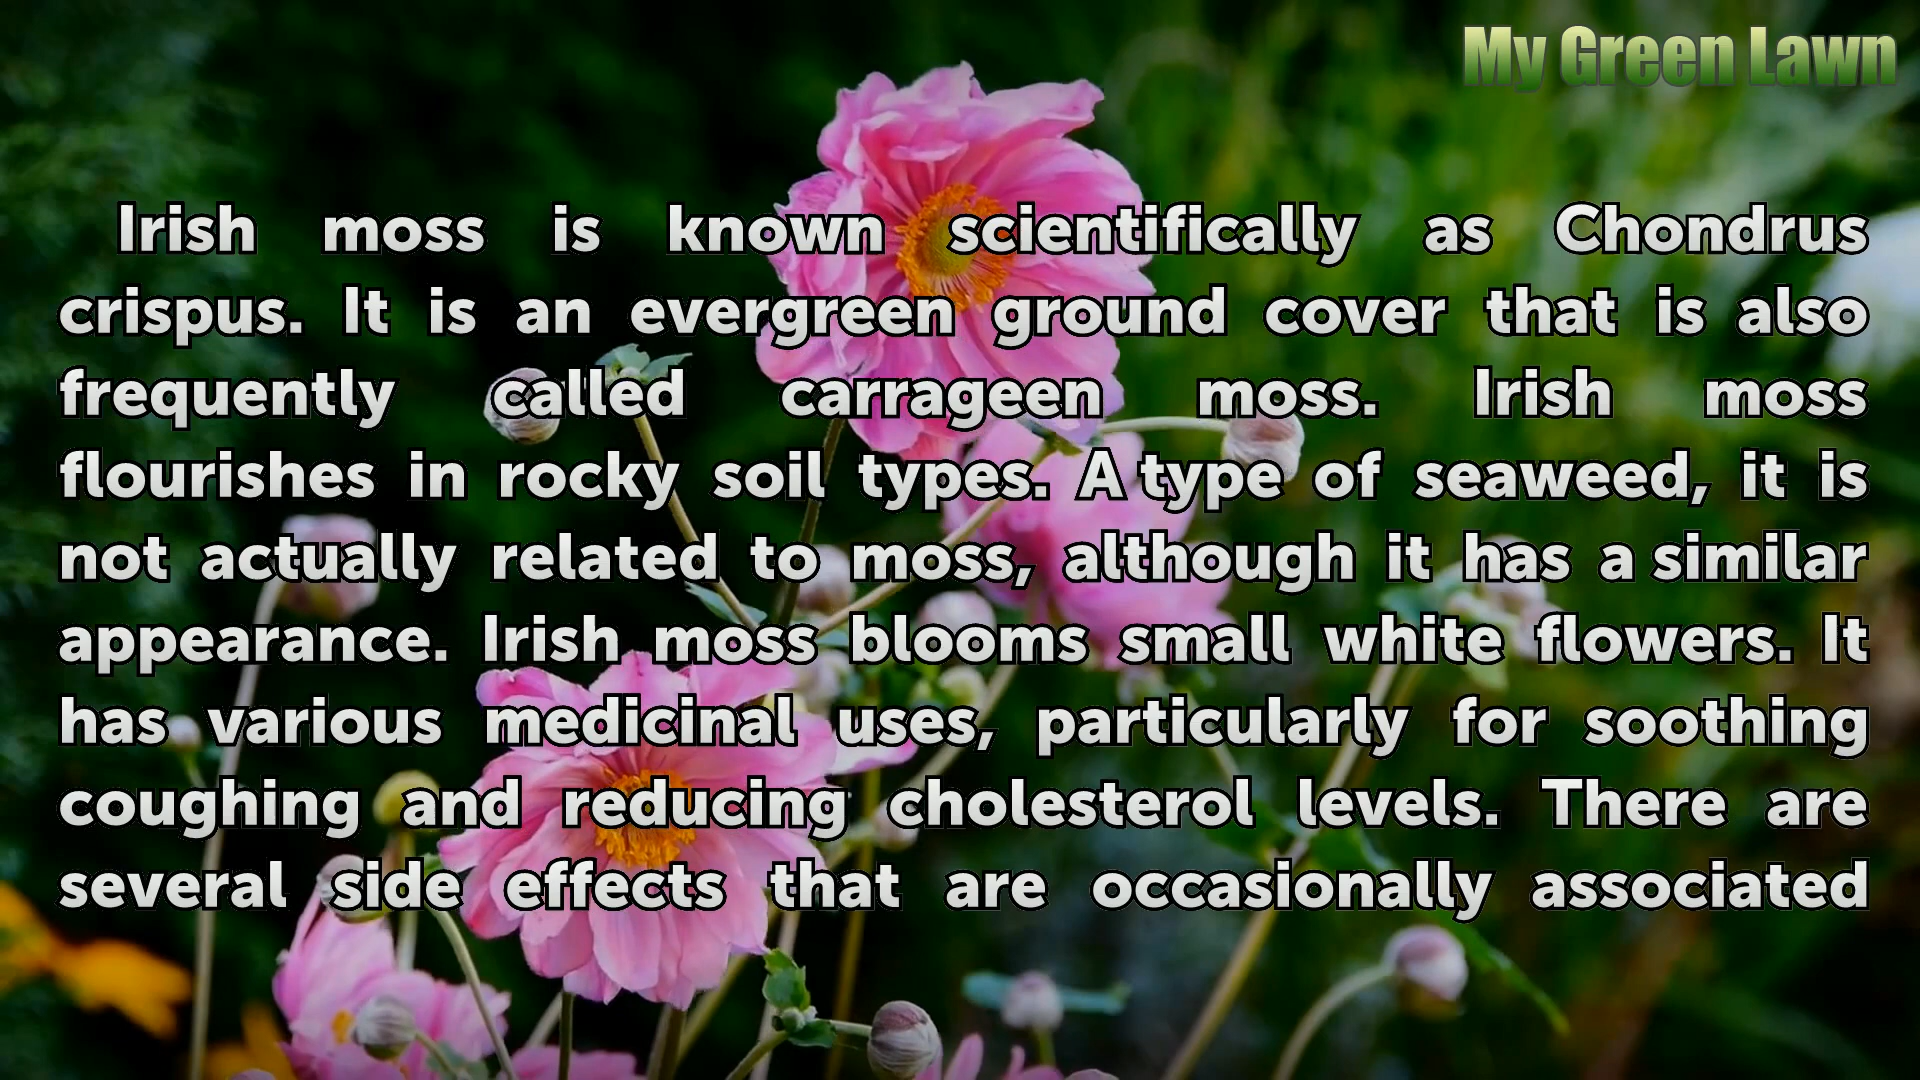 My Green Lawn
Irish moss is known scientifically as Chondrus
crispus. It is an evergreen ground cover that is also
frequently called carrageen moss. Irish moss
flourishes in rocky soil types. A type of seaweed, it is
not actually related to moss, although it has a similar
appearance. Irish moss blooms small white flowers. It
has various medicinal uses, particularly for soothing
coughing and reducing cholesterol levels. There are
several side effects that are occasionally associated